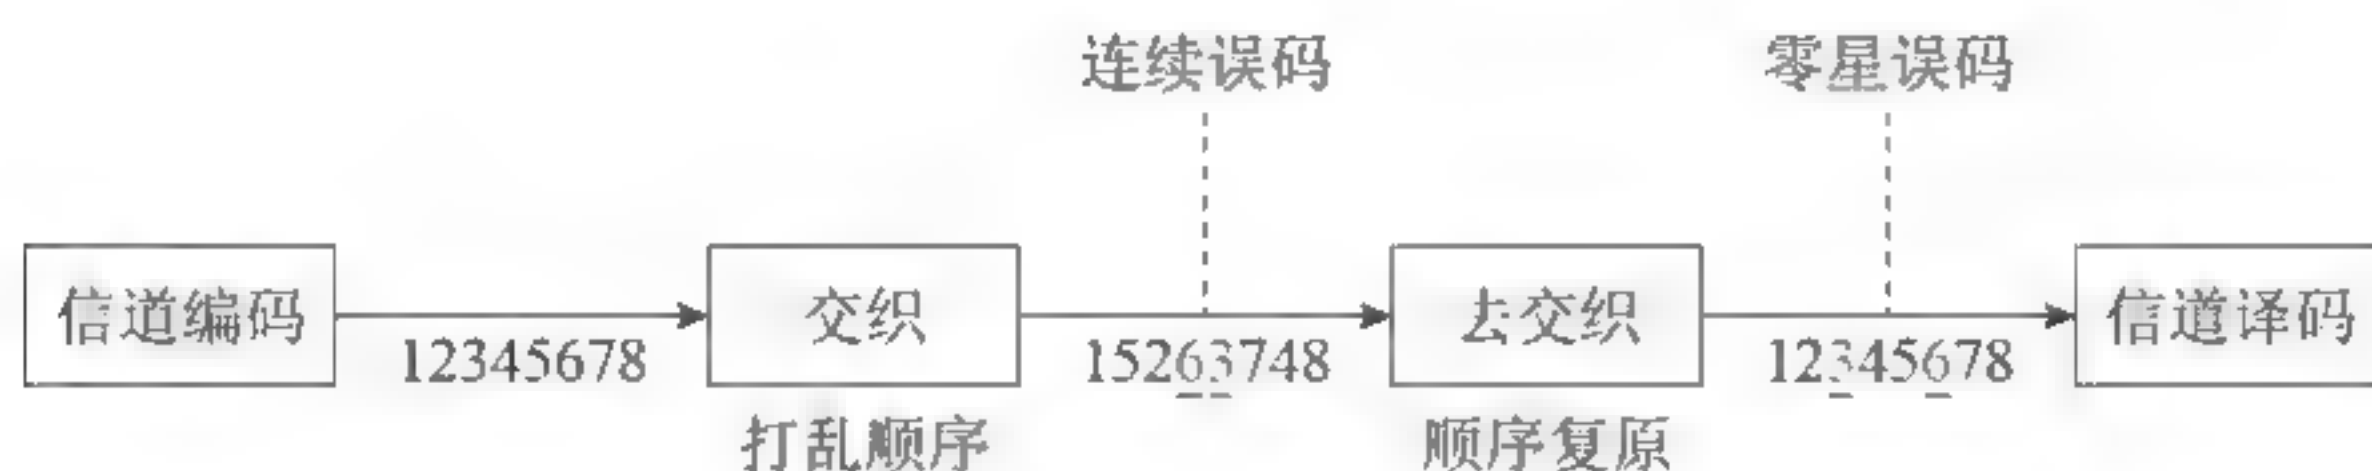 连续误码
零星误码
信道编码
12345678
交织
15263748
去交织
12345678
信道译码
打乱顺序
顺序复原